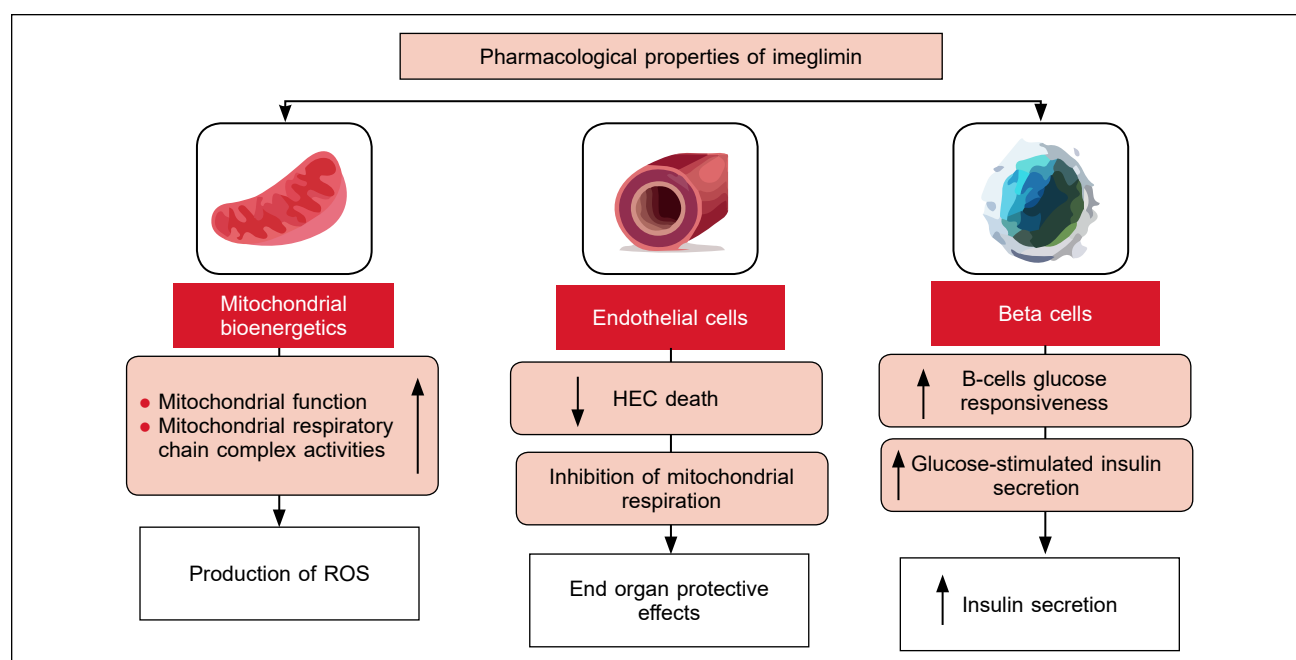 Pharmacological properties of imeglimin
Mitochondrial
bioenergetics
● Mitochondrial function
● Mitochondrial respiratory
chain complex activities
Production of ROS
Endothelial cells
HEC death
Inhibition of mitochondrial
respiration
End organ protective
effects
Beta cells
B-cells glucose
responsiveness
Glucose-stimulated insulin
secretion
Insulin secretion